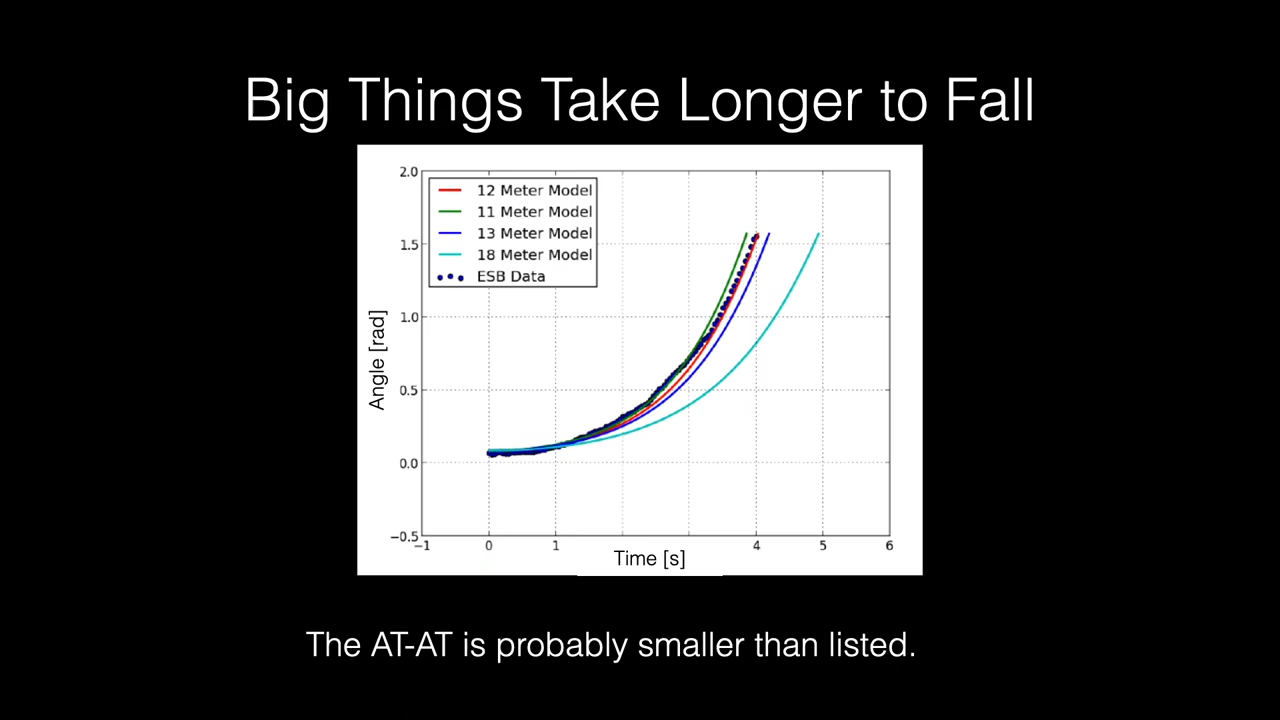 Big Things Take Longer to Fall
2.0
12 Meter Model
11 Meter Model
13 Meter Model
18 Meter Model
ESB Data
1.5
1.0
0.5
0.0
−0.5
Angle [rad]
−1 0 1 4 5 6
Time [s]
The AT-AT is probably smaller than listed.